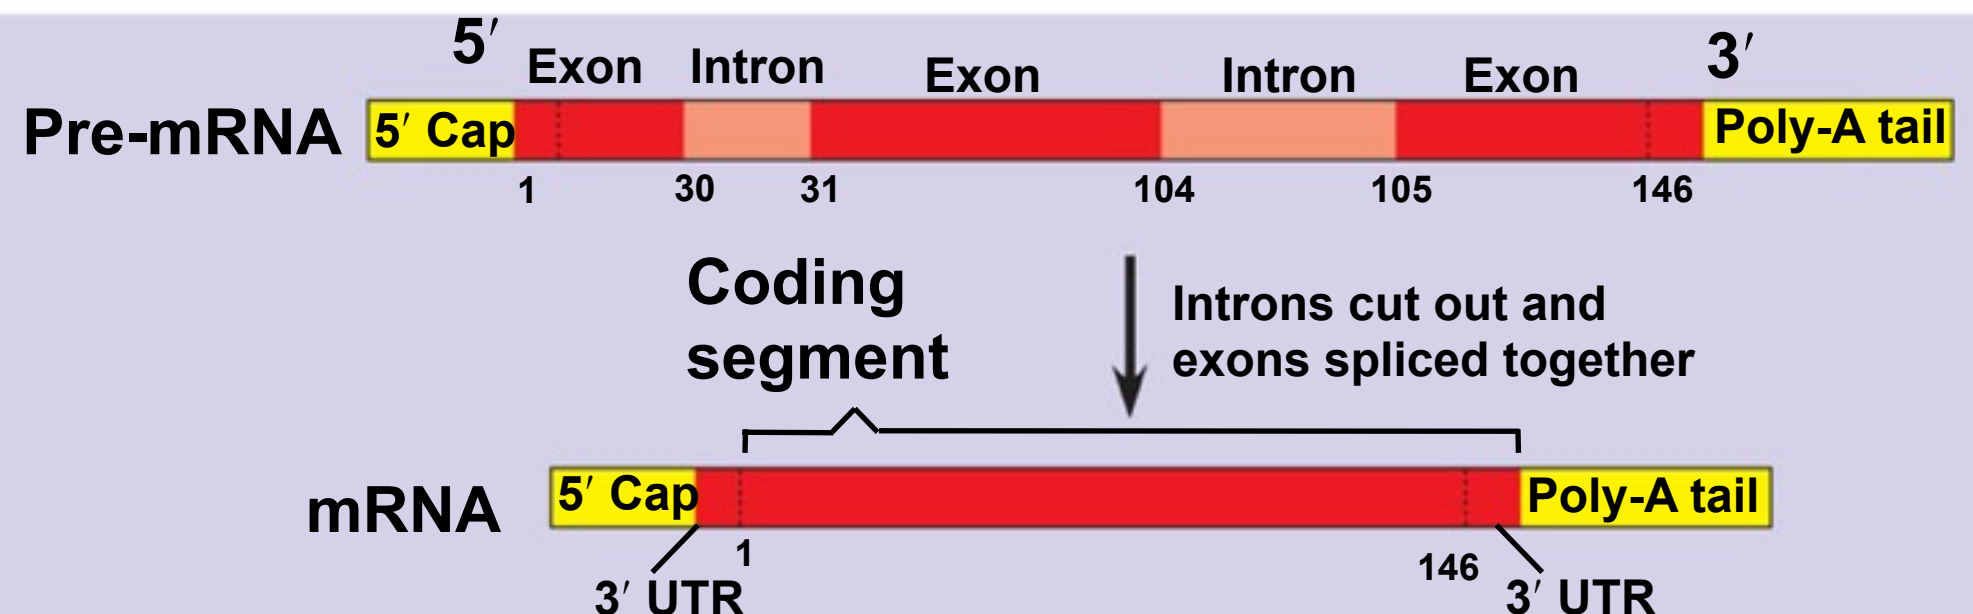 5′ Exon Intron Exon Intron Exon 3′
Pre-mRNA 5′ Cap Poly-A tail
1 30 31 104 105 146
Coding
segment
Introns cut out and
exons spliced together
mRNA 5′ Cap Poly-A tail
1 146
3′ UTR 3′ UTR